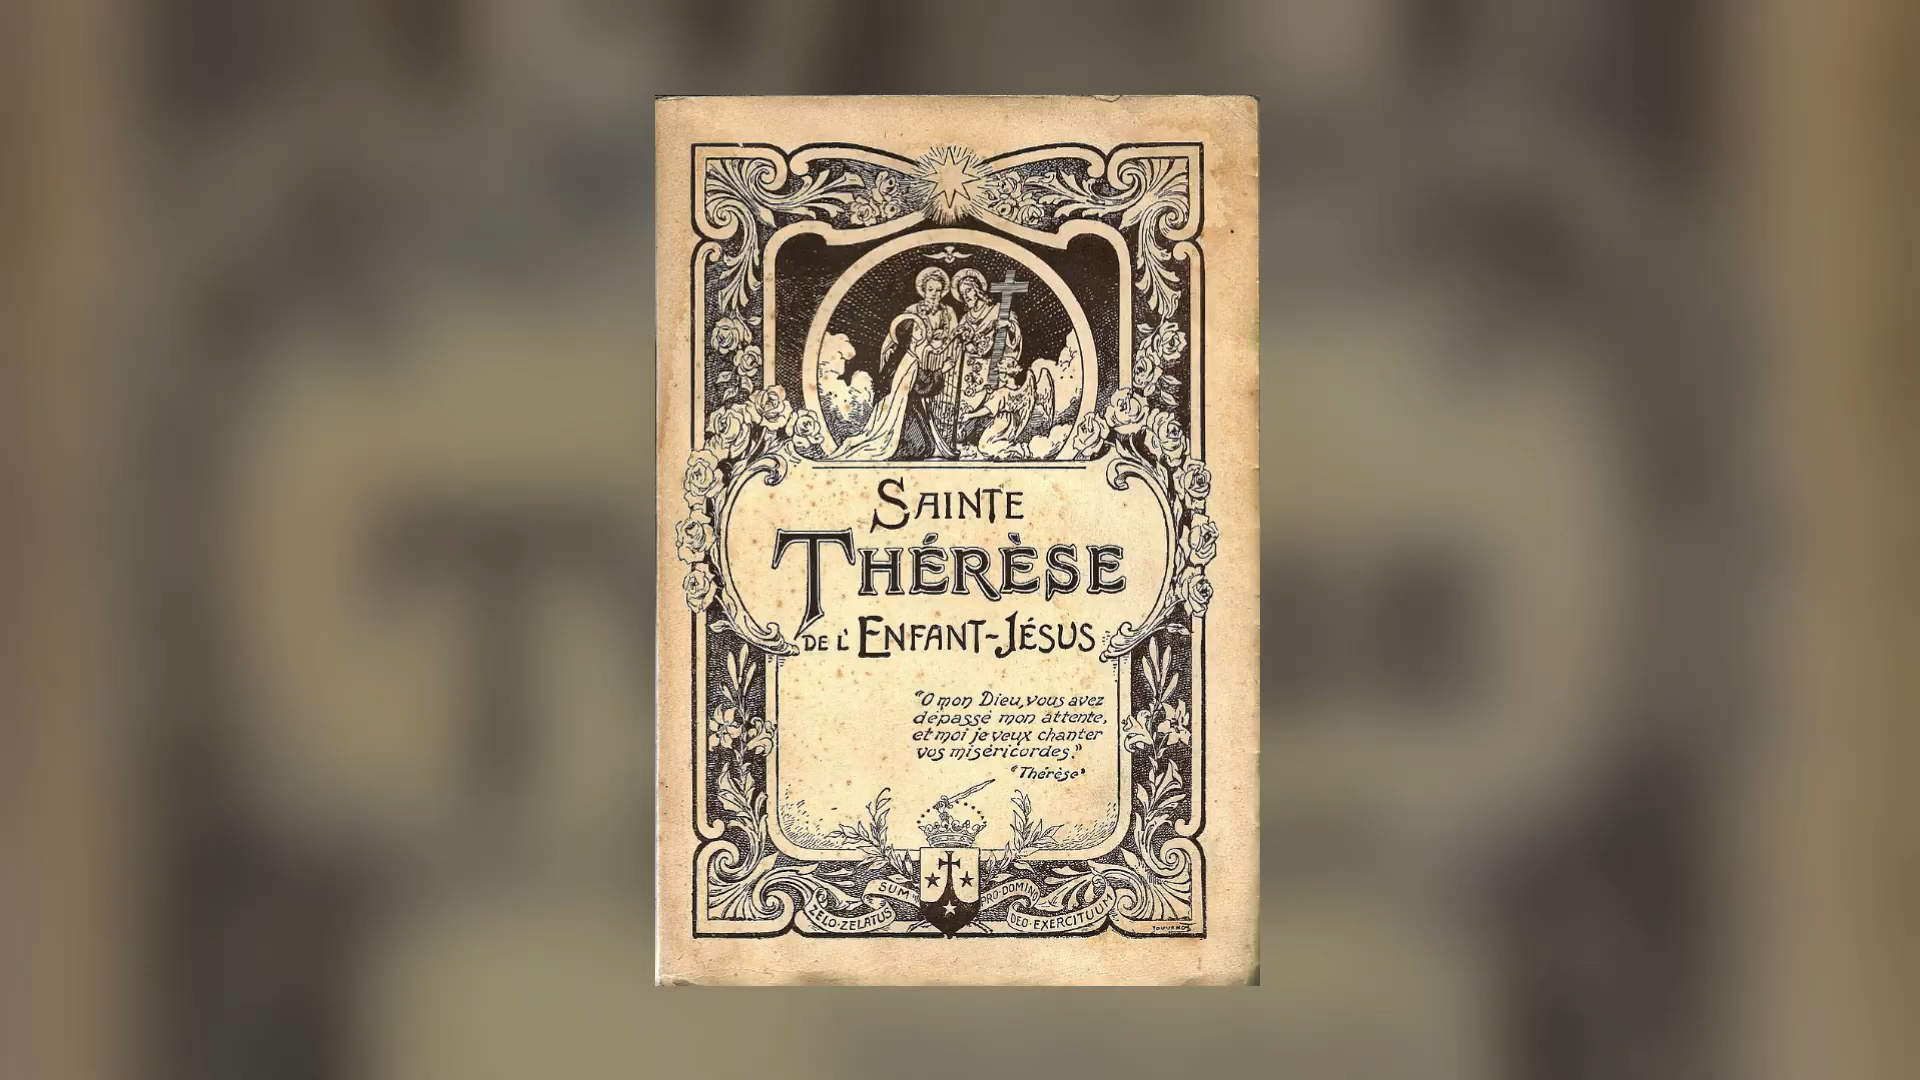 SAINTE
THÉRÈSE
DE L'ENFANT-JÉSUS
"O mon Dieu, vous avez
dépassé mon attente,
et moi je veux chanter
vos miséricordes."
"Thérèse"
ZELO·ZELATUS SUM PRO·DOMINO DEO·EXERCITUUM